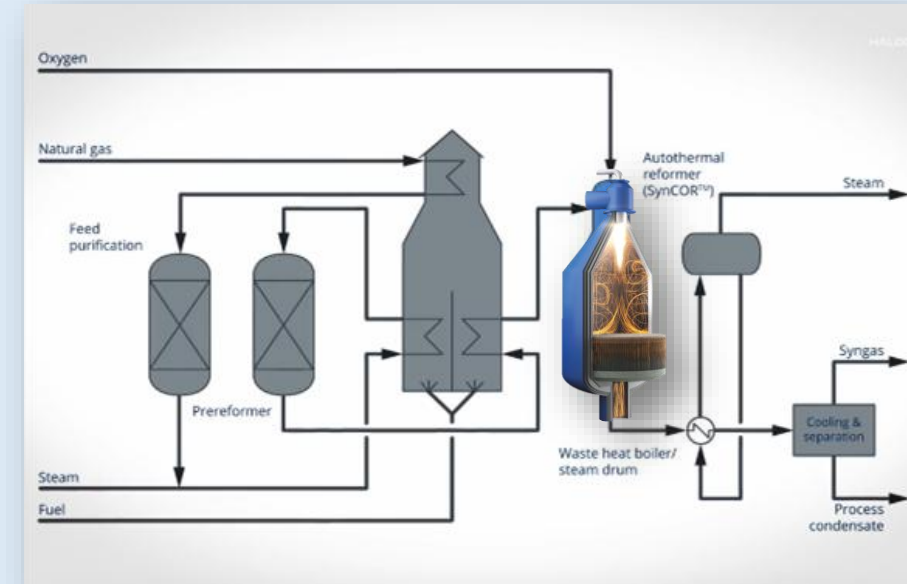 Oxygen
Natural gas
Feed
purification
Autothermal
reformer
(SynCOR™)
Steam
Syngas
Prereformer
Cooling &
separation
Waste heat boiler/
steam drum
Steam
Fuel
Process
condensate